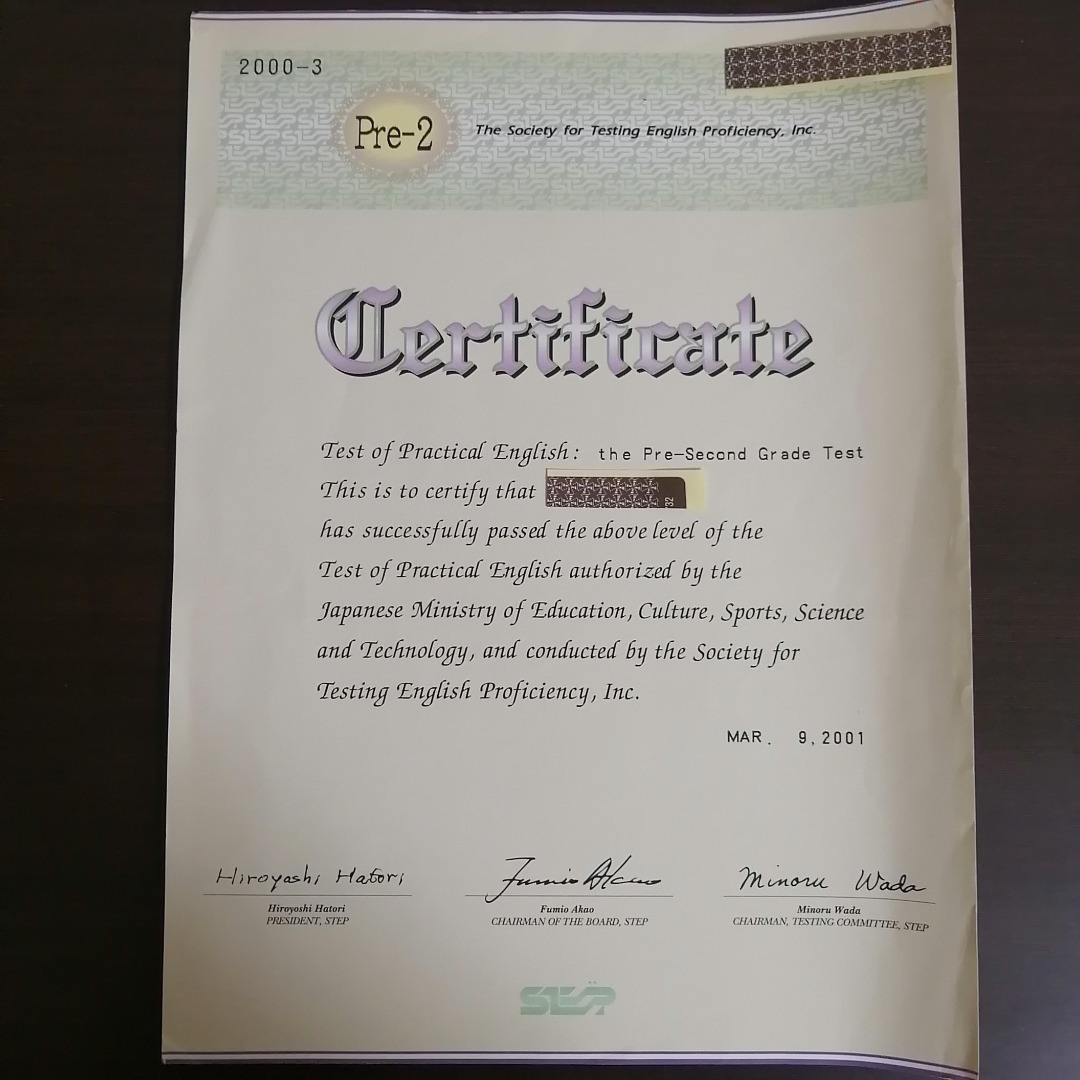 2000-3
Pre-2
The Society for Testing English Proficiency, Inc.
Certificate
Test of Practical English: the Pre-Second Grade Test
This is to certify that
32
has successfully passed the above level of the
Test of Practical English authorized by the
Japanese Ministry of Education, Culture, Sports, Science
and Technology, and conducted by the Society for
Testing English Proficiency, Inc.
MAR. 9,2001
Hiroyoshi Hatori Fumio Akao Minoru Wada
Hiroyoshi Hatori Fumio Akao Minoru Wada
PRESIDENT, STEP CHAIRMAN OF THE BOARD, STEP CHAIRMAN, TESTING COMMITTEE, STEP
STEP